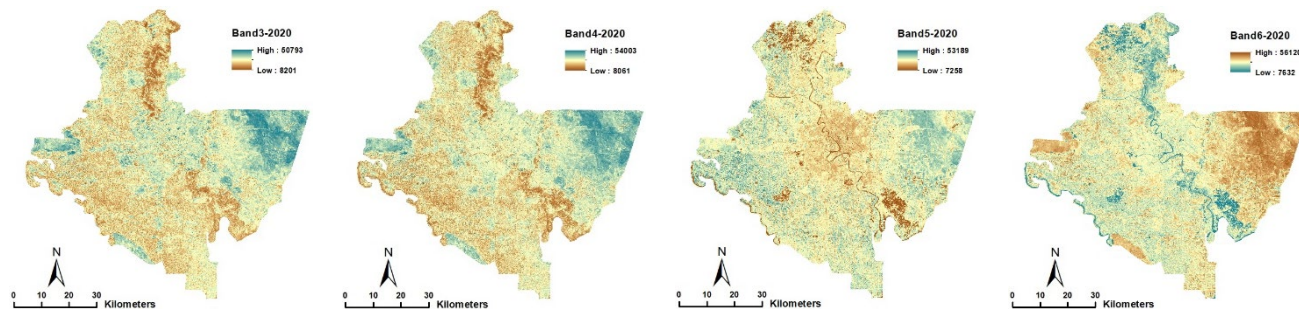 Band3-2020
High : 50793
Low : 8201
N
0 10 20 30
Kilometers
Band4-2020
High : 54003
Low : 8061
N
0 10 20 30
Kilometers
Band5-2020
High : 53189
Low : 7258
N
0 10 20 30
Kilometers
Band6-2020
High : 56120
Low : 7632
N
0 10 20 30
Kilometers